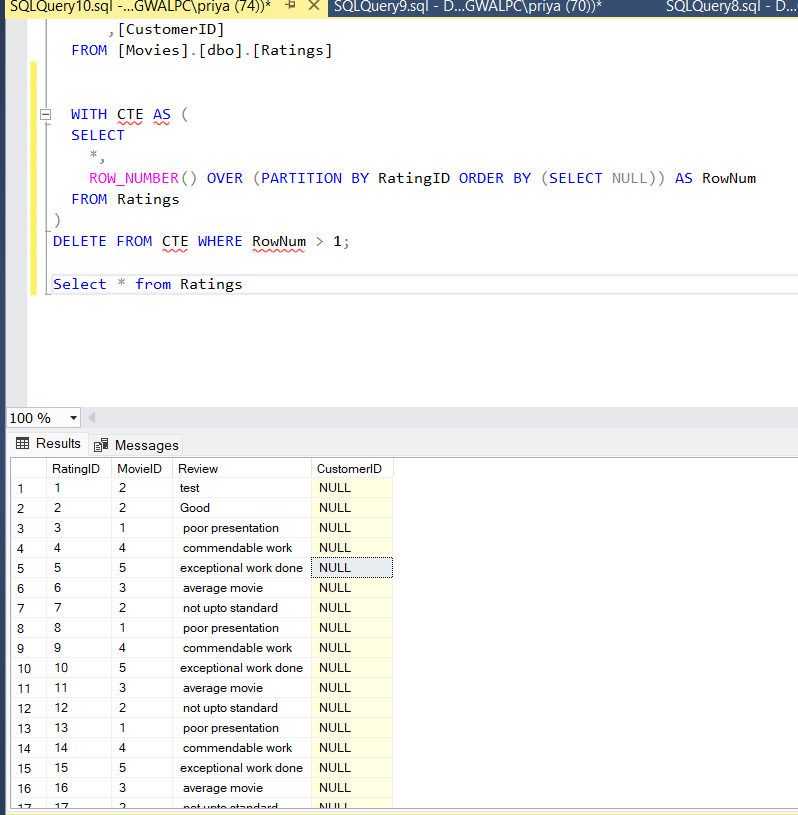 SQLQuery10.sql -...GWALPC\priya (74))* SQLQuery9.sql - D...GWALPC\priya (70))* SQLQuery8.sql - D...
,[CustomerID]
FROM [Movies].[dbo].[Ratings]
WITH CTE AS (
SELECT
*,
ROW_NUMBER() OVER (PARTITION BY RatingID ORDER BY (SELECT NULL)) AS RowNum
FROM Ratings
)
DELETE FROM CTE WHERE RowNum > 1;
Select * from Ratings
100 %
Results Messages
RatingID MovieID Review CustomerID
1 1 2 test NULL
2 2 2 Good NULL
3 3 1 poor presentation NULL
4 4 4 commendable work NULL
5 5 5 exceptional work done NULL
6 6 3 average movie NULL
7 7 2 not upto standard NULL
8 8 1 poor presentation NULL
9 9 4 commendable work NULL
10 10 5 exceptional work done NULL
11 11 3 average movie NULL
12 12 2 not upto standard NULL
13 13 1 poor presentation NULL
14 14 4 commendable work NULL
15 15 5 exceptional work done NULL
16 16 3 average movie NULL
17 17 2 not upto standard NULL